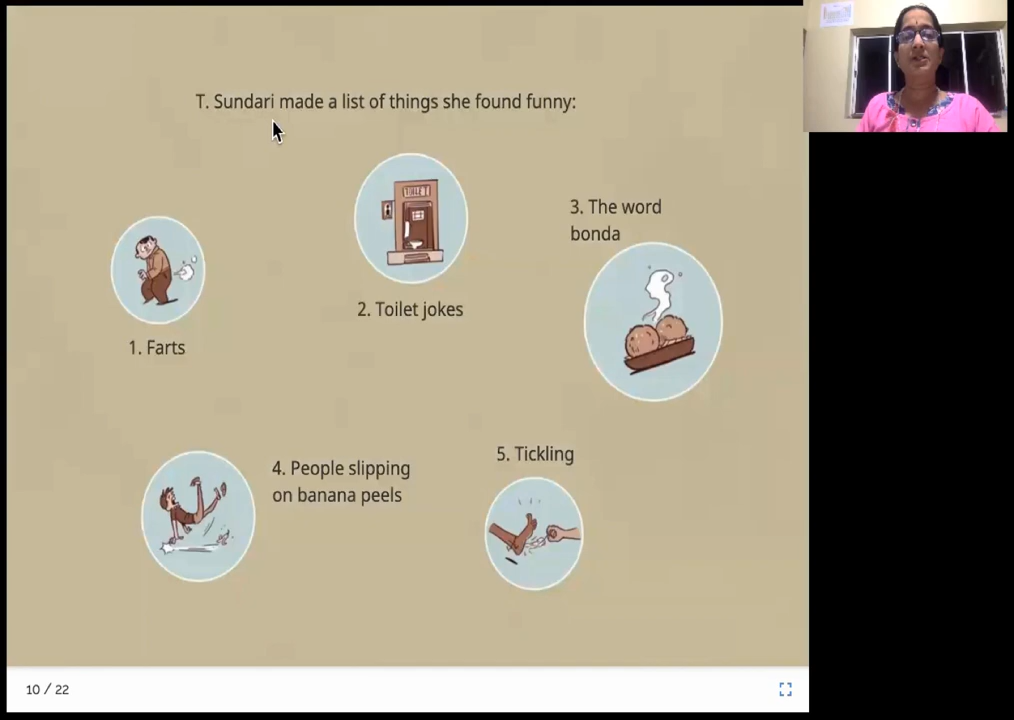 T. Sundari made a list of things she found funny:
1. Farts
TOILET
2. Toilet jokes
3. The word
bonda
4. People slipping
on banana peels
5. Tickling
10 / 22